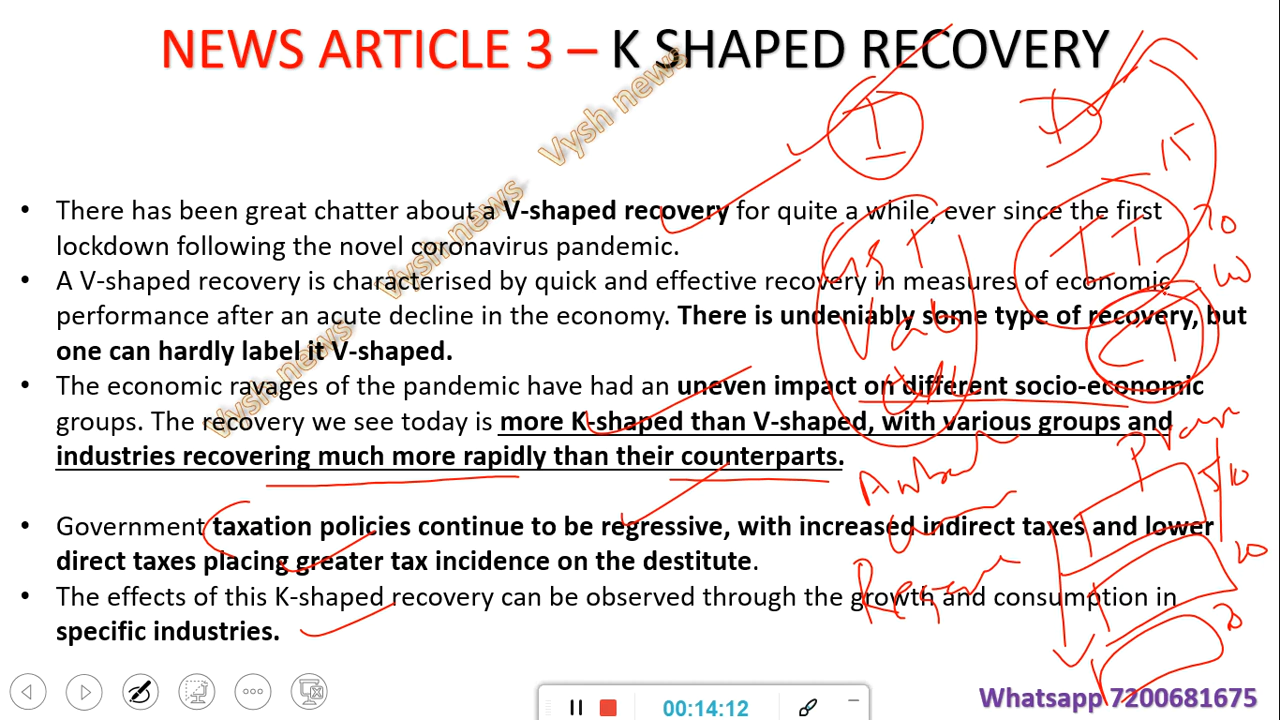 NEWS ARTICLE 3 – K SHAPED RECOVERY
Vysh news
Vysh news
Vysh news
I
D
15
• There has been great chatter about a V-shaped recovery for quite a while, ever since the first
lockdown following the novel coronavirus pandemic.
IT
20
• A V-shaped recovery is characterised by quick and effective recovery in measures of economic
performance after an acute decline in the economy. There is undeniably some type of recovery, but
one can hardly label it V-shaped.
CT
• The economic ravages of the pandemic have had an uneven impact on different socio-economic
groups. The recovery we see today is more K-shaped than V-shaped, with various groups and
industries recovering much more rapidly than their counterparts.
5/10
• Government taxation policies continue to be regressive, with increased indirect taxes and lower
direct taxes placing greater tax incidence on the destitute.
20
• The effects of this K-shaped recovery can be observed through the growth and consumption in
specific industries.
Whatsapp 7200681675
00:14:12